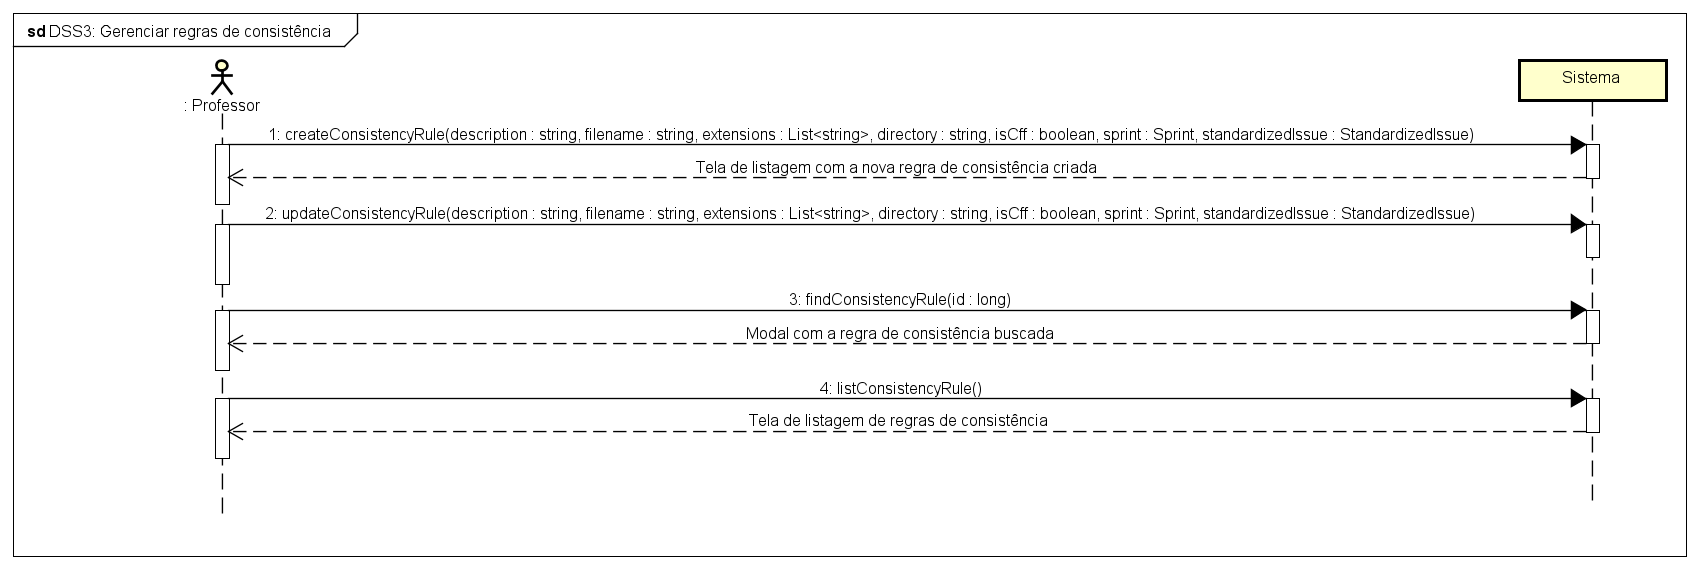 sd DSS3: Gerenciar regras de consistência
: Professor
Sistema
1: createConsistencyRule(description : string, filename : string, extensions : List<string>, directory : string, isCff : boolean, sprint : Sprint, standardizedIssue : StandardizedIssue)
Tela de listagem com a nova regra de consistência criada
2: updateConsistencyRule(description : string, filename : string, extensions : List<string>, directory : string, isCff : boolean, sprint : Sprint, standardizedIssue : StandardizedIssue)
3: findConsistencyRule(id : long)
Modal com a regra de consistência buscada
4: listConsistencyRule()
Tela de listagem de regras de consistência